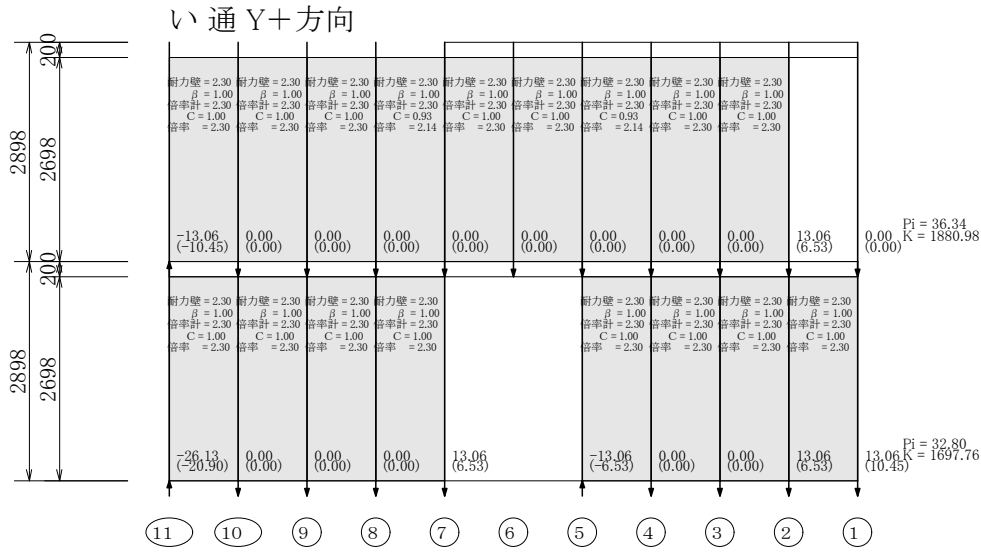 い 通 Y＋方向
200
2898
2698
耐力壁 = 2.30 耐力壁 = 2.30 耐力壁 = 2.30 耐力壁 = 2.30 耐力壁 = 2.30 耐力壁 = 2.30 耐力壁 = 2.30 耐力壁 = 2.30 耐力壁 = 2.30
β = 1.00 β = 1.00 β = 1.00 β = 1.00 β = 1.00 β = 1.00 β = 1.00 β = 1.00 β = 1.00
倍率計 = 2.30 倍率計 = 2.30 倍率計 = 2.30 倍率計 = 2.30 倍率計 = 2.30 倍率計 = 2.30 倍率計 = 2.30 倍率計 = 2.30 倍率計 = 2.30
C = 1.00 C = 1.00 C = 1.00 C = 0.93 C = 1.00 C = 1.00 C = 0.93 C = 1.00 C = 1.00
倍率 = 2.30 倍率 = 2.30 倍率 = 2.30 倍率 = 2.14 倍率 = 2.30 倍率 = 2.30 倍率 = 2.14 倍率 = 2.30 倍率 = 2.30
Pi = 36.34
-13.06 0.00 0.00 0.00 0.00 0.00 0.00 0.00 0.00 13.06 0.00 K = 1880.98
(-10.45) (0.00) (0.00) (0.00) (0.00) (0.00) (0.00) (0.00) (0.00) (6.53) (0.00)
200
2898
2698
耐力壁 = 2.30 耐力壁 = 2.30 耐力壁 = 2.30 耐力壁 = 2.30 耐力壁 = 2.30 耐力壁 = 2.30 耐力壁 = 2.30 耐力壁 = 2.30
β = 1.00 β = 1.00 β = 1.00 β = 1.00 β = 1.00 β = 1.00 β = 1.00 β = 1.00
倍率計 = 2.30 倍率計 = 2.30 倍率計 = 2.30 倍率計 = 2.30 倍率計 = 2.30 倍率計 = 2.30 倍率計 = 2.30 倍率計 = 2.30
C = 1.00 C = 1.00 C = 1.00 C = 1.00 C = 1.00 C = 1.00 C = 1.00 C = 1.00
倍率 = 2.30 倍率 = 2.30 倍率 = 2.30 倍率 = 2.30 倍率 = 2.30 倍率 = 2.30 倍率 = 2.30 倍率 = 2.30
Pi = 32.80
-26.13 0.00 0.00 0.00 13.06 -13.06 0.00 0.00 13.06 13.06 K = 1697.76
(-20.90) (0.00) (0.00) (0.00) (6.53) (-6.53) (0.00) (0.00) (6.53) (10.45)
11 10 9 8 7 6 5 4 3 2 1